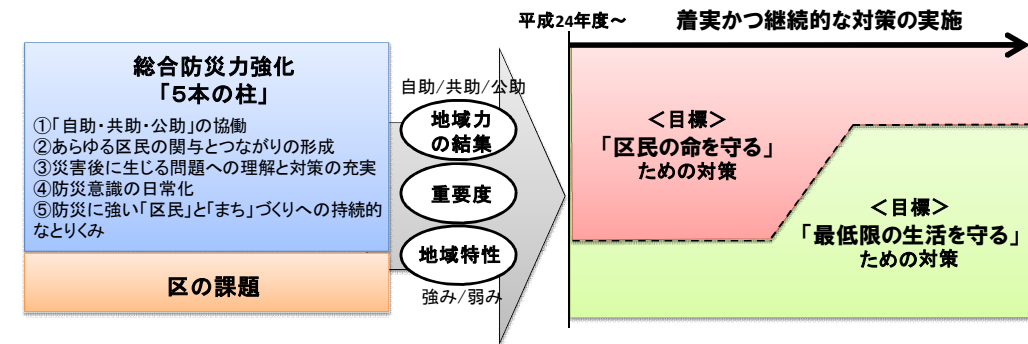 平成24年度～
着実かつ継続的な対策の実施
総合防災力強化
「5本の柱」
①「自助・共助・公助」の協働
②あらゆる区民の関与とつながりの形成
③災害後に生じる問題への理解と対策の充実
④防災意識の日常化
⑤防災に強い「区民」と「まち」づくりへの持続的
なとりくみ
区の課題
自助/共助/公助
地域力
の結集
重要度
地域特性
強み/弱み
＜目標＞
「区民の命を守る」
ための対策
＜目標＞
「最低限の生活を守る」
ための対策